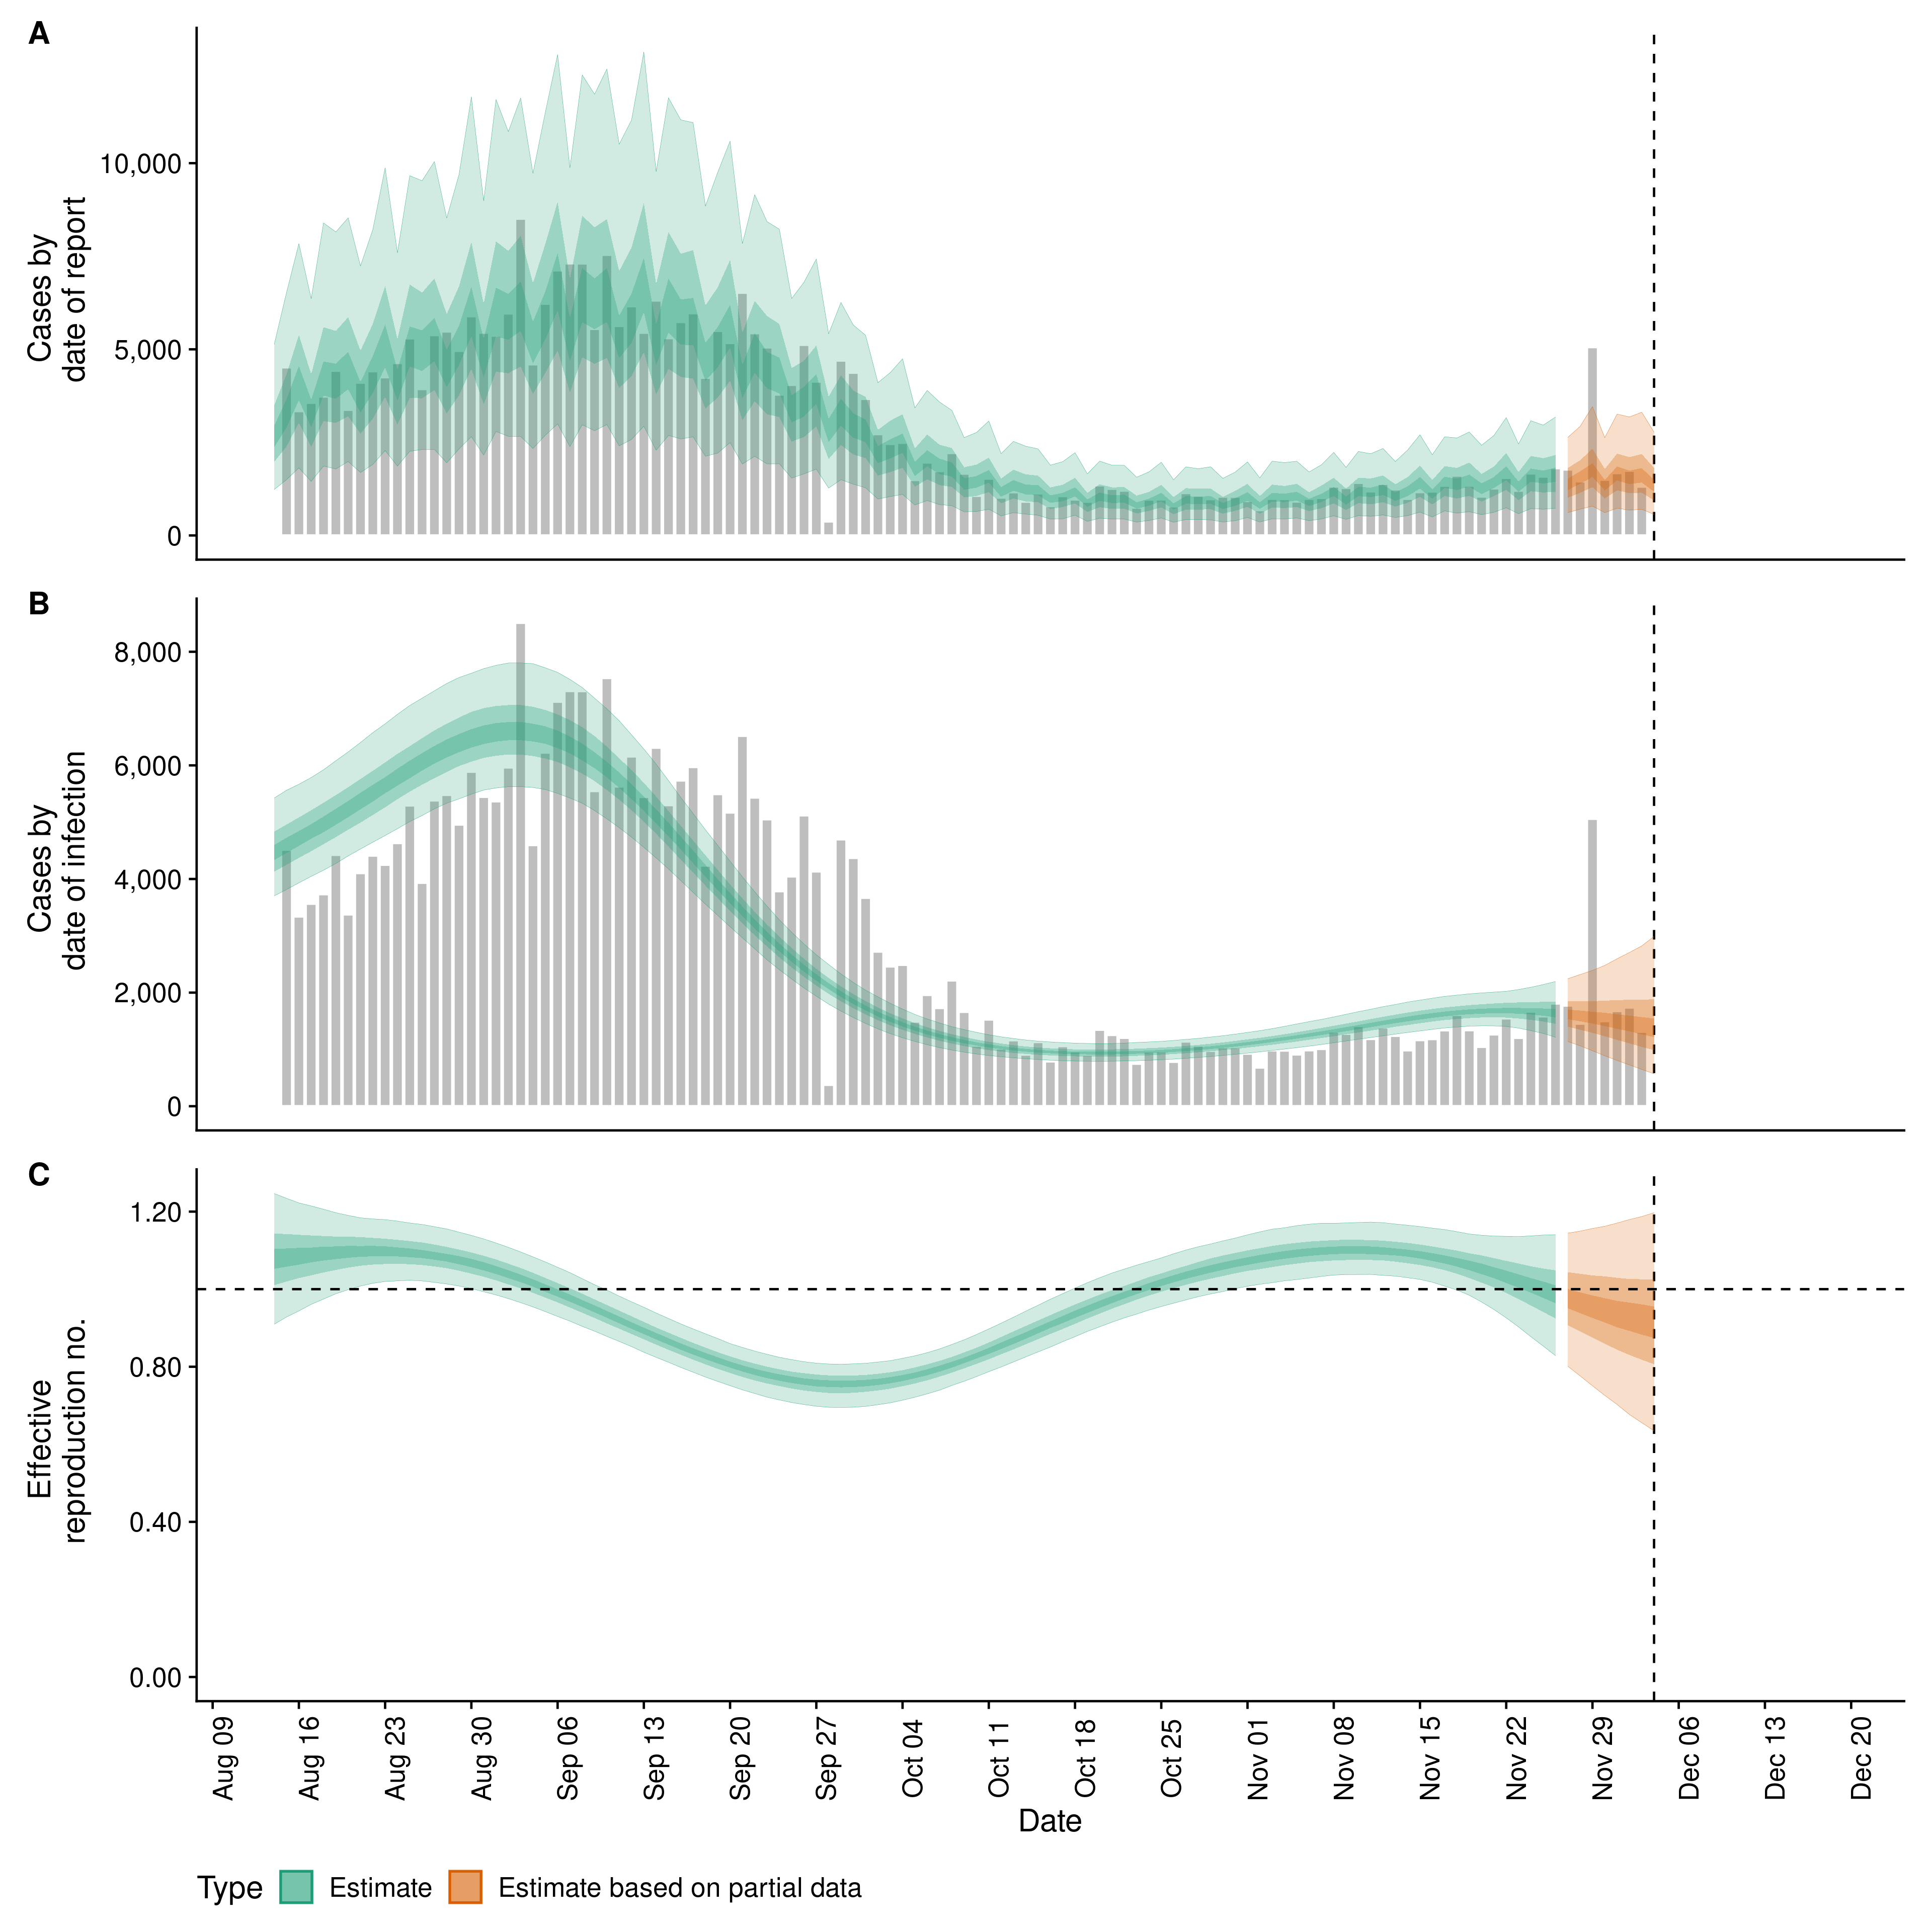 A
Cases by
date of report
10,000
5,000
0
B
Cases by
date of infection
8,000
6,000
4,000
2,000
0
C
Effective
reproduction no.
1.20
0.80
0.40
0.00
Aug 09
Aug 16
Aug 23
Aug 30
Sep 06
Sep 13
Sep 20
Sep 27
Oct 04
Oct 11
Oct 18
Oct 25
Nov 01
Nov 08
Nov 15
Nov 22
Nov 29
Dec 06
Dec 13
Dec 20
Date
Type Estimate Estimate based on partial data